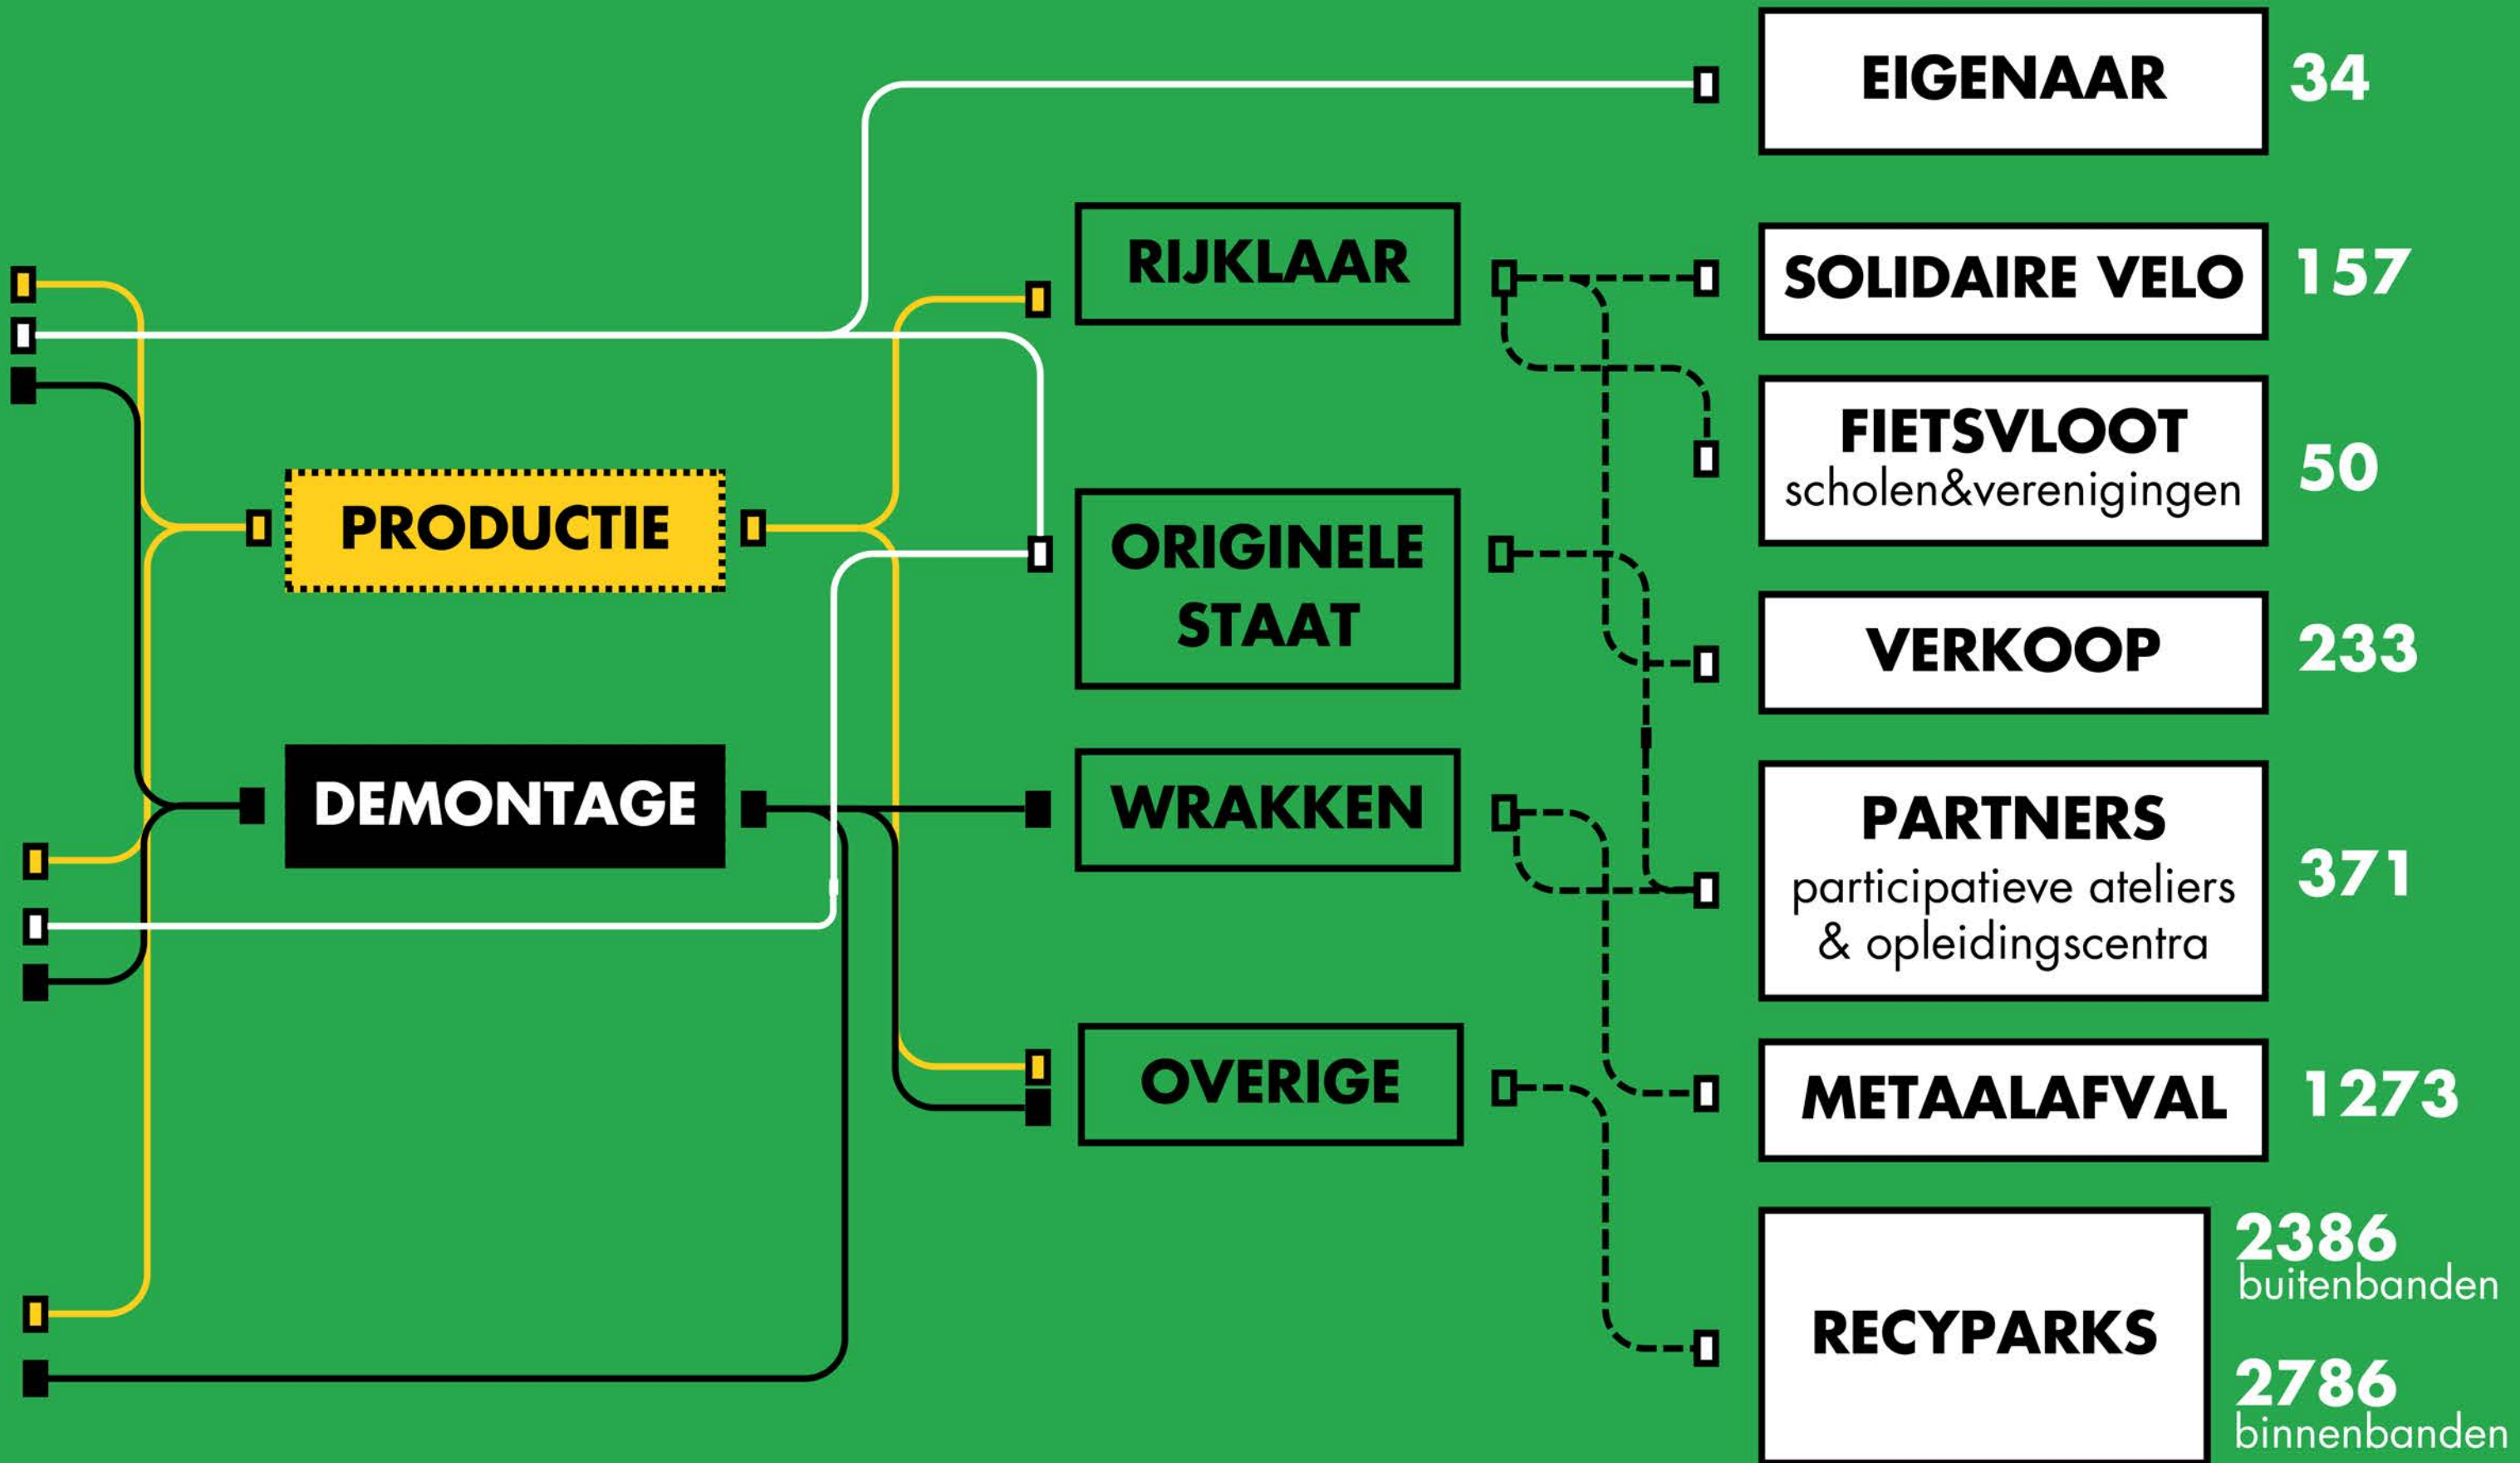 PRODUCTIE
DEMONTAGE
RIJKLAAR
ORIGINELE
STAAT
WRAKKEN
OVERIGE
EIGENAAR
34
SOLIDAIRE VELO
157
FIETSVLOOT
scholen&verenigingen
50
VERKOOP
233
PARTNERS
participatieve ateliers
& opleidingscentra
371
METAALAFVAL
1273
RECYPARKS
2386
buitenbanden
2786
binnenbanden